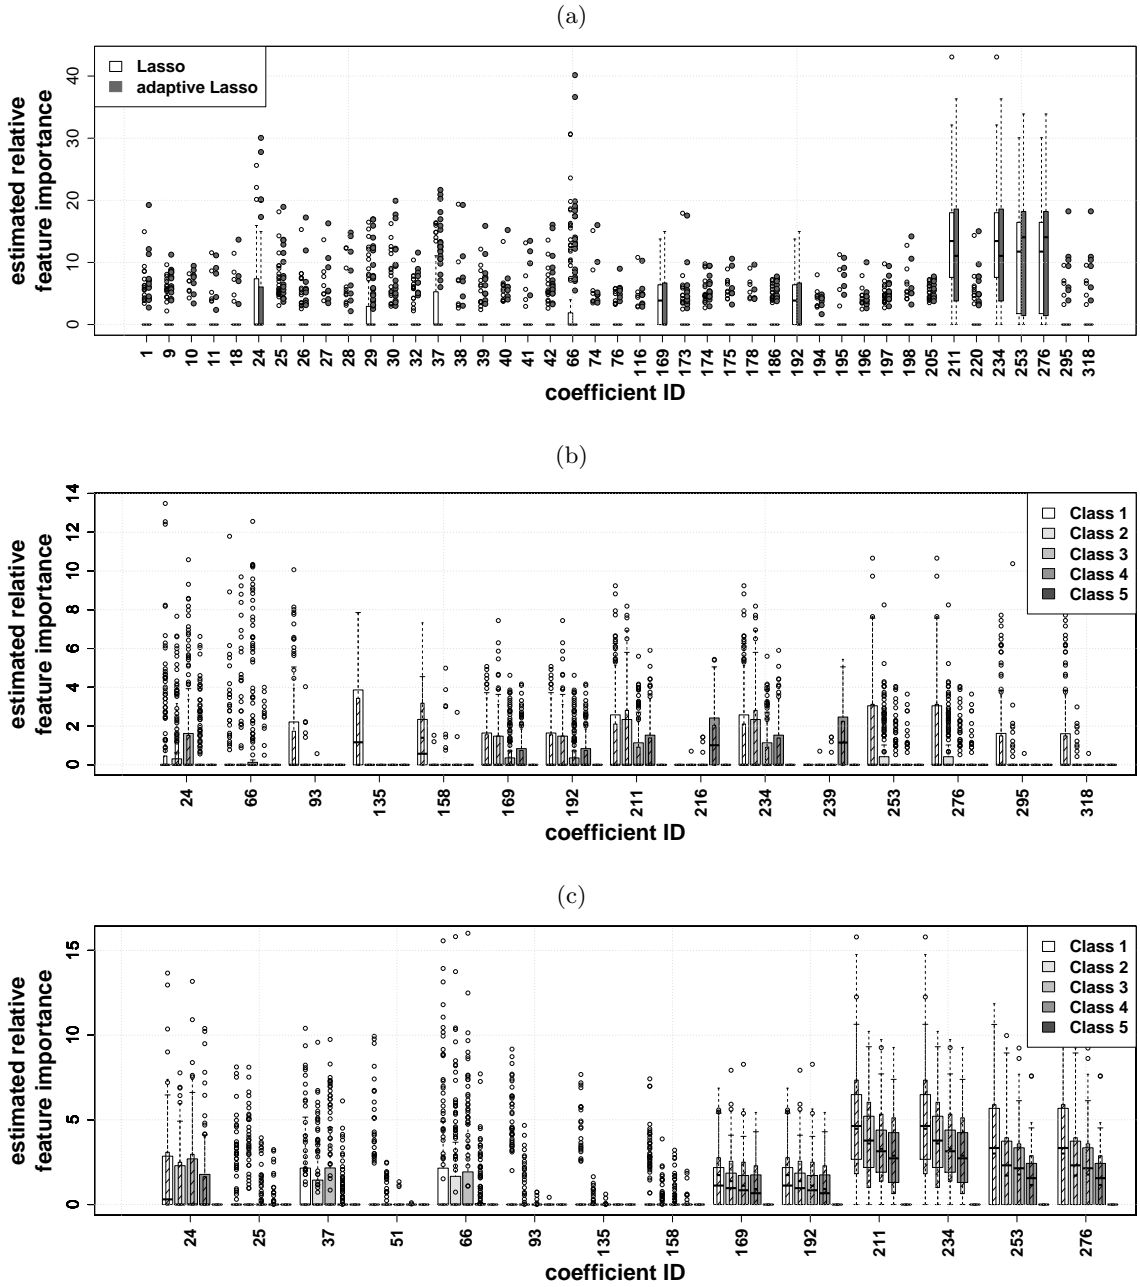 (a)
Lasso
adaptive Lasso
estimated relative
feature importance
40
30
20
10
0
1 9 10 11 18 24 25 26 27 28 29 30 32 37 38 39 40 41 42 66 74 76 116 169 173 174 175 178 186 192 194 195 196 197 198 205 211 220 234 253 276 295 318
coefficient ID
(b)
Class 1
Class 2
Class 3
Class 4
Class 5
estimated relative
feature importance
14
12
10
8
6
4
2
0
24 66 93 135 158 169 192 211 216 234 239 253 276 295 318
coefficient ID
(c)
Class 1
Class 2
Class 3
Class 4
Class 5
estimated relative
feature importance
15
10
5
0
24 25 37 51 66 93 135 158 169 192 211 234 253 276
coefficient ID